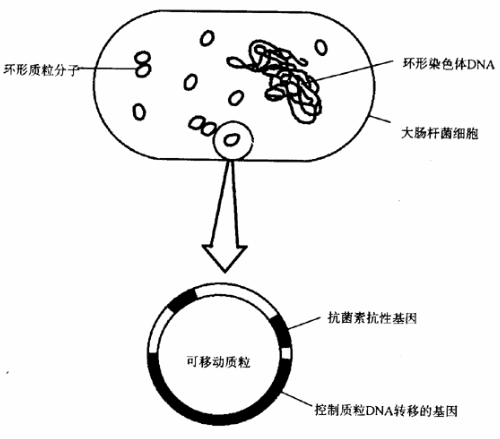 环形质粒分子
环形染色体DNA
大肠杆菌细胞
抗菌素抗性基因
可移动质粒
控制质粒DNA转移的基因